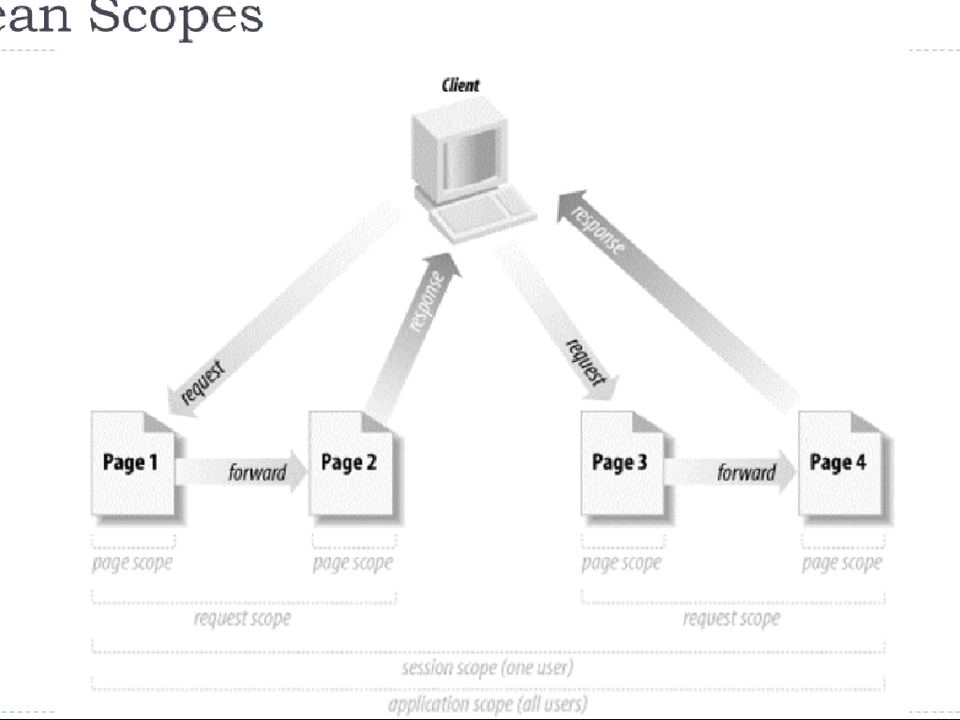 ean Scopes
Client
response
response
request
request
Page 1
forward
Page 2
Page 3
forward
Page 4
page scope
page scope
page scope
page scope
request scope
request scope
session scope (one user)
application scope (all users)